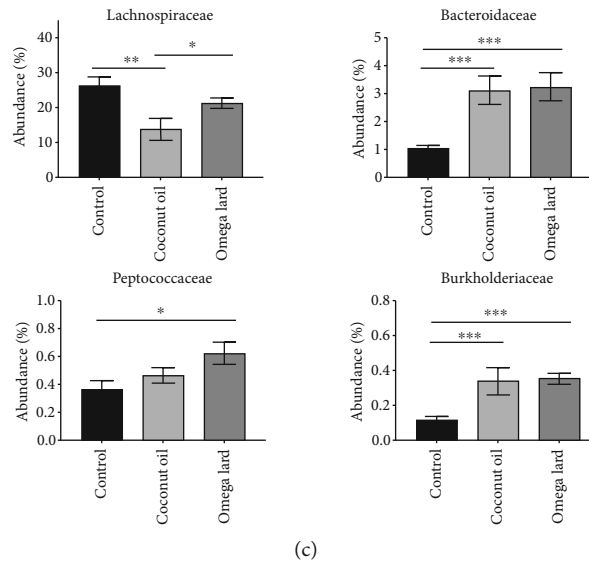 Lachnospiraceae
Abundance (%)
40
30
20
10
0
**
*
Control
Coconut oil
Omega lard
Bacteroidaceae
Abundance (%)
5
4
3
2
1
0
***
***
Control
Coconut oil
Omega lard
Peptococcaceae
Abundance (%)
1.0
0.8
0.6
0.4
0.2
0.0
*
Control
Coconut oil
Omega lard
Burkholderiaceae
Abundance (%)
0.8
0.6
0.4
0.2
0.0
***
***
Control
Coconut oil
Omega lard
(c)